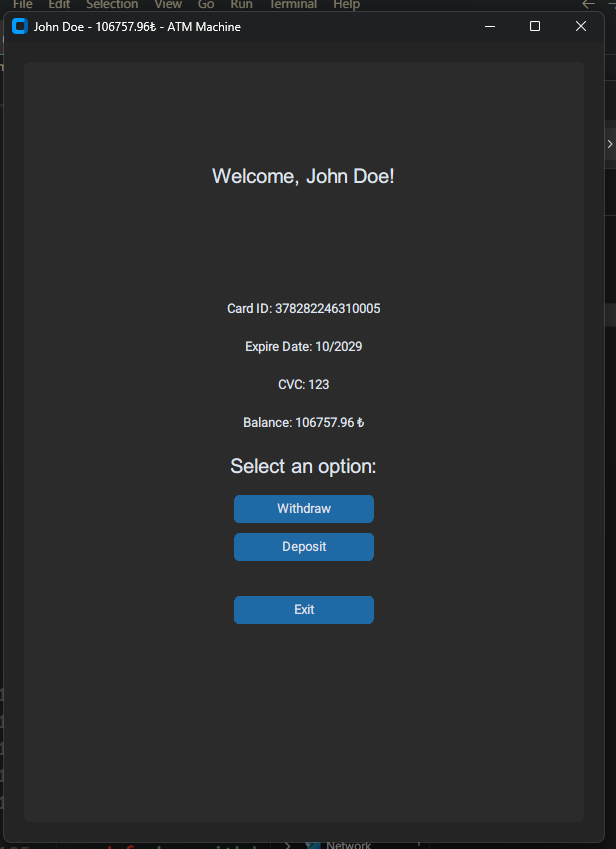 File Edit Selection View Go Run Terminal Help
John Doe - 106757.96₺ - ATM Machine
Welcome, John Doe!
Card ID: 378282246310005
Expire Date: 10/2029
CVC: 123
Balance: 106757.96 ₺
Select an option:
Withdraw
Deposit
Exit
Network